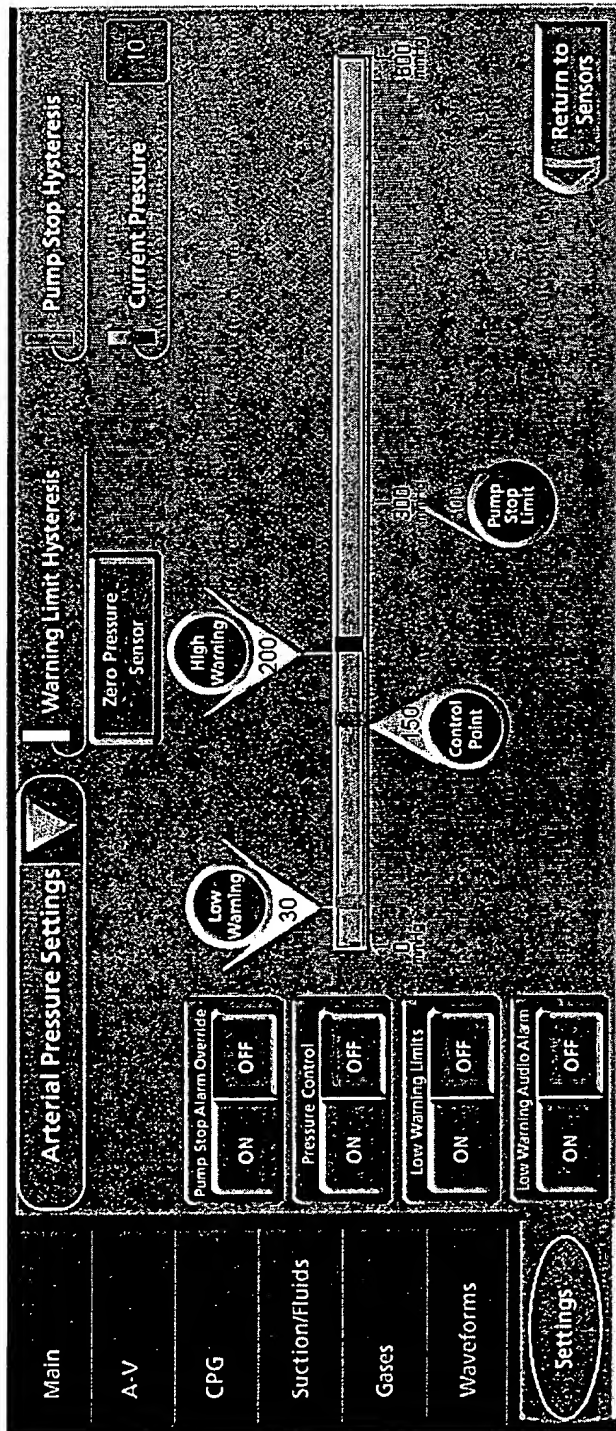 Main
A-V
CPG
Suction/Fluids
Gases
Waveforms
Settings
Arterial Pressure Settings
Warning Limit Hysteresis
Pump Stop Hysteresis
Zero Pressure
Sensor
Current Pressure
10
Pump Stop Alarm Override
ON
OFF
Pressure Control
ON
OFF
Low Warning Limits
ON
OFF
Low Warning Audio Alarm
ON
OFF
Low
Warning
30
High
Warning
200
0
800
150
Control
Point
300
Pump
Stop
Limit
Return to
Sensors